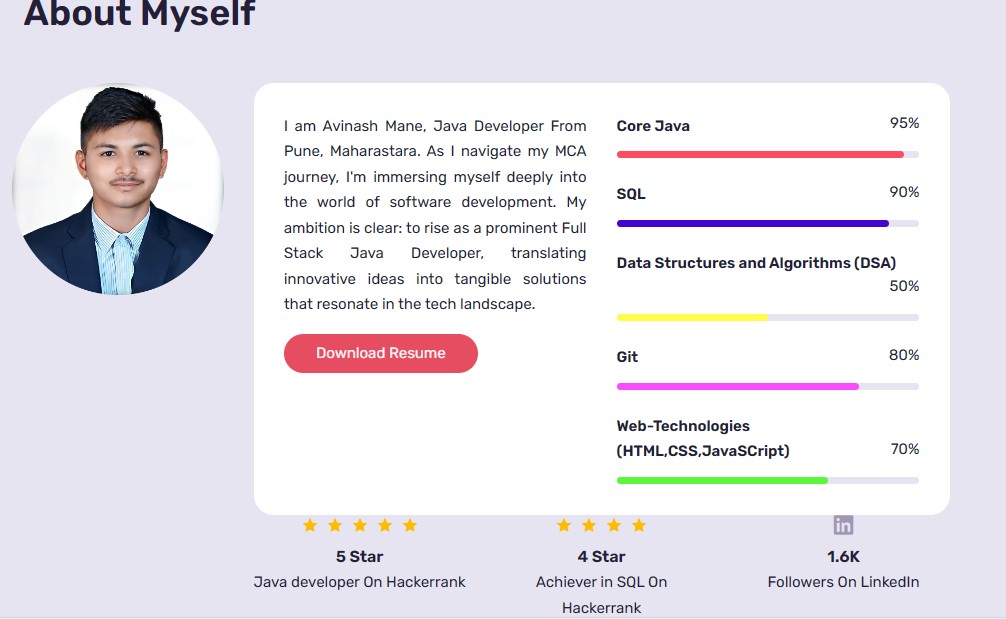 About Myself
I am Avinash Mane, Java Developer From
Pune, Maharastara. As I navigate my MCA
journey, I'm immersing myself deeply into
the world of software development. My
ambition is clear: to rise as a prominent Full
Stack Java Developer, translating
innovative ideas into tangible solutions
that resonate in the tech landscape.
Download Resume
Core Java 95%
SQL 90%
Data Structures and Algorithms (DSA)
50%
Git 80%
Web-Technologies
(HTML,CSS,JavaSCript) 70%
5 Star
Java developer On Hackerrank
4 Star
Achiever in SQL On
Hackerrank
in
1.6K
Followers On LinkedIn